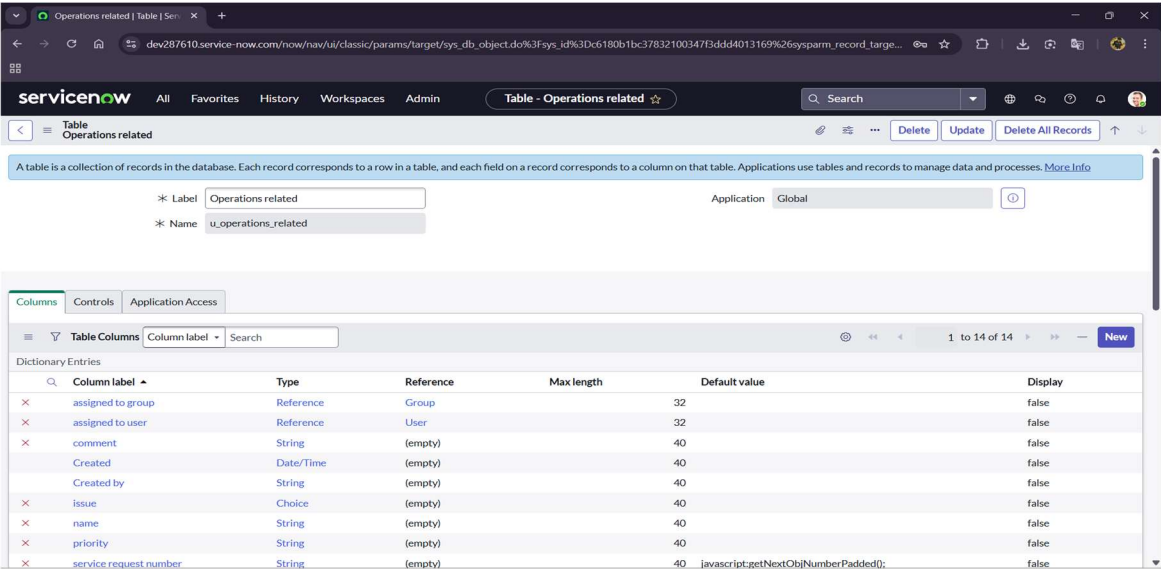 Operations related | Table | Ser
dev287610.service-now.com/now/nav/ui/classic/params/target/sys_db_object.do%3Fsys_id%3Dc6180b1bc37832100347f3ddd4013169%26sysparm_record_targe...
servicenow All Favorites History Workspaces Admin Table - Operations related Search
Table
Operations related
Delete Update Delete All Records
A table is a collection of records in the database. Each record corresponds to a row in a table, and each field on a record corresponds to a column on that table. Applications use tables and records to manage data and processes. More Info
Label Operations related Application Global
Name u_operations_related
Columns Controls Application Access
Table Columns Column label Search 1 to 14 of 14 New
Dictionary Entries
Column label Type Reference Max length Default value Display
assigned to group Reference Group 32 false
assigned to user Reference User 32 false
comment String (empty) 40 false
Created Date/Time (empty) 40 false
Created by String (empty) 40 false
issue Choice (empty) 40 false
name String (empty) 40 false
priority String (empty) 40 false
service request number String (empty) 40 javascript:getNextObjNumberPadded(); false